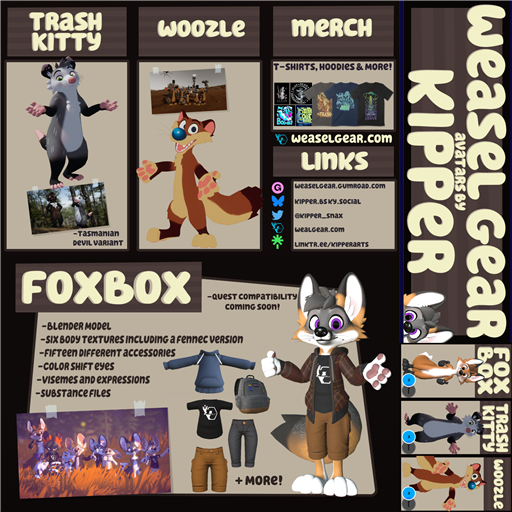 TRASH
KITTY
WOOZLE
MERCH
T-SHIRTS, HOODIES & MORE!
WEASELGEAR.COM
LINKS
WEASELGEAR.GUMROAD.COM
KIPPER.BSKY.SOCIAL
@KIPPER_SNAX
WEALGEAR.COM
LINKTR.EE/KIPPERARTS
-TASMANIAN
DEVIL VARIANT
FOXBOX
-QUEST COMPATIBILITY
COMING SOON!
-BLENDER MODEL
-SIX BODY TEXTURES INCLUDING A FENNEC VERSION
-FIFTEEN DIFFERENT ACCESSORIES
-COLOR SHIFT EYES
-VISEMES AND EXPRESSIONS
-SUBSTANCE FILES
+ MORE!
WEASEL GEAR
AVATARS BY
KIPPER
FOX
BOX
TRASH
KITTY
WOOZLE